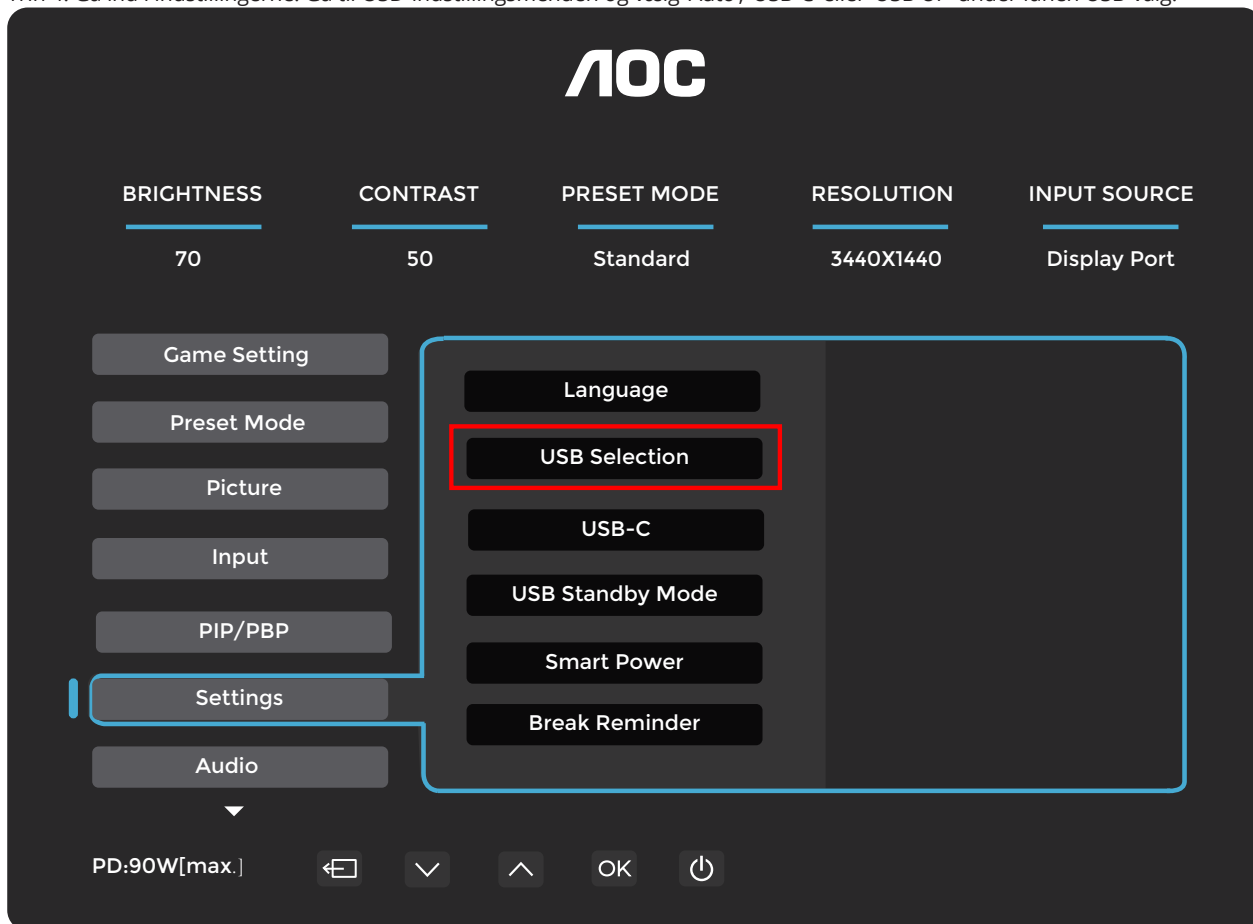 AOC
BRIGHTNESS CONTRAST PRESET MODE RESOLUTION INPUT SOURCE
70 50 Standard 3440X1440 Display Port
Game Setting
Preset Mode
Picture
Input
PIP/PBP
Settings
Audio
Language
USB Selection
USB-C
USB Standby Mode
Smart Power
Break Reminder
PD:90W[max.]
OK